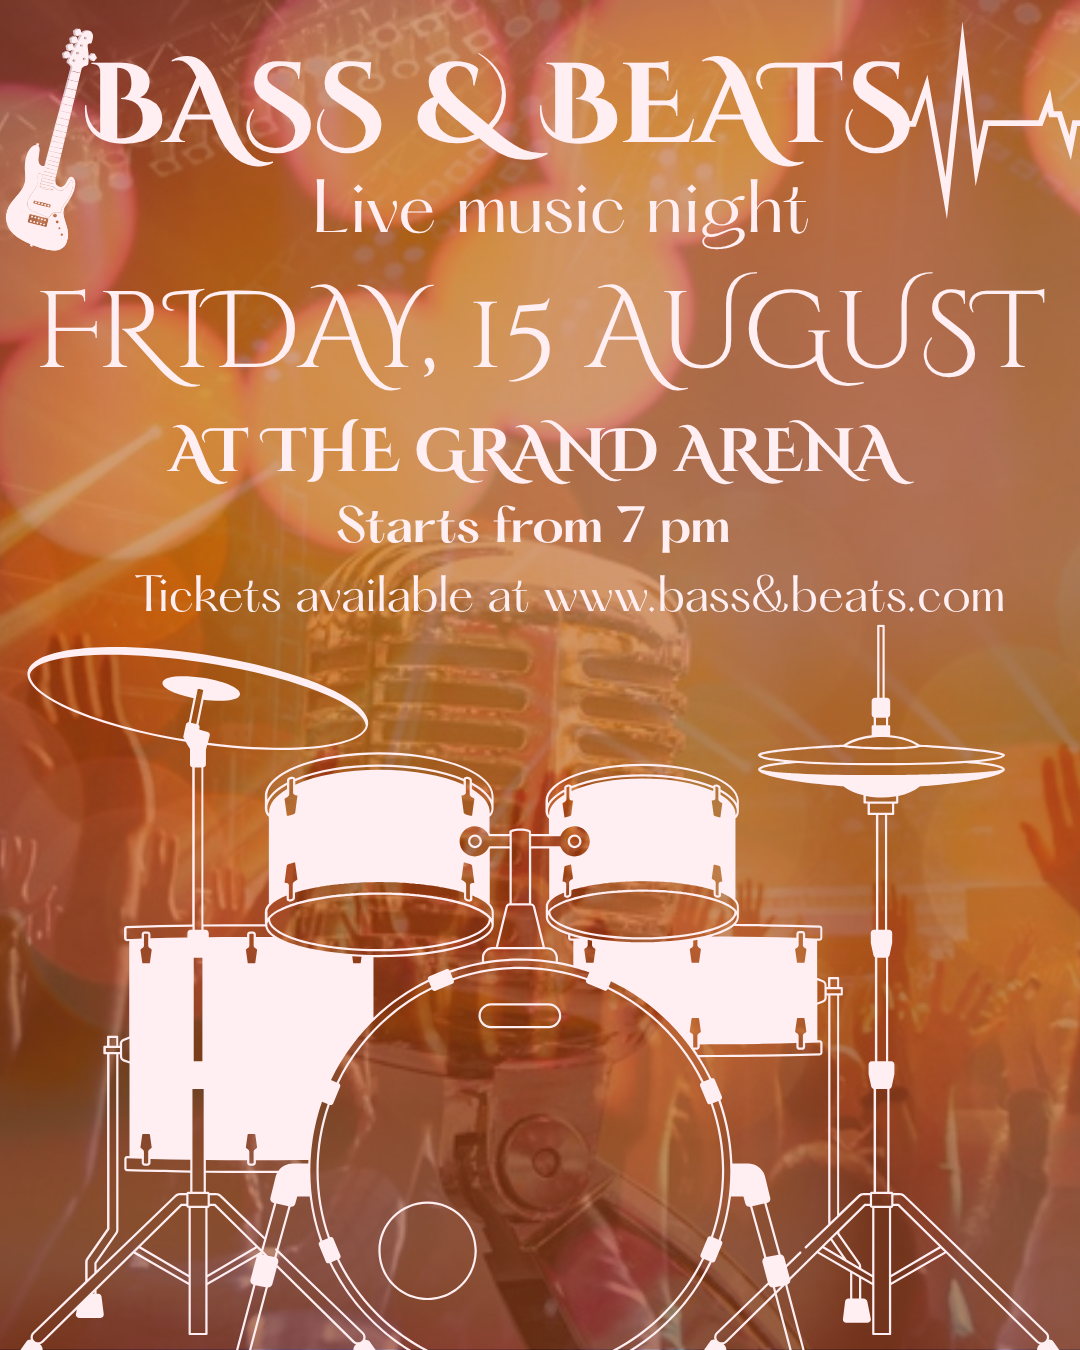 BASS & BEATS
Live music night
FRIDAY, 15 AUGUST
AT THE GRAND ARENA
Starts from 7 pm
Tickets available at www.bass&beats.com